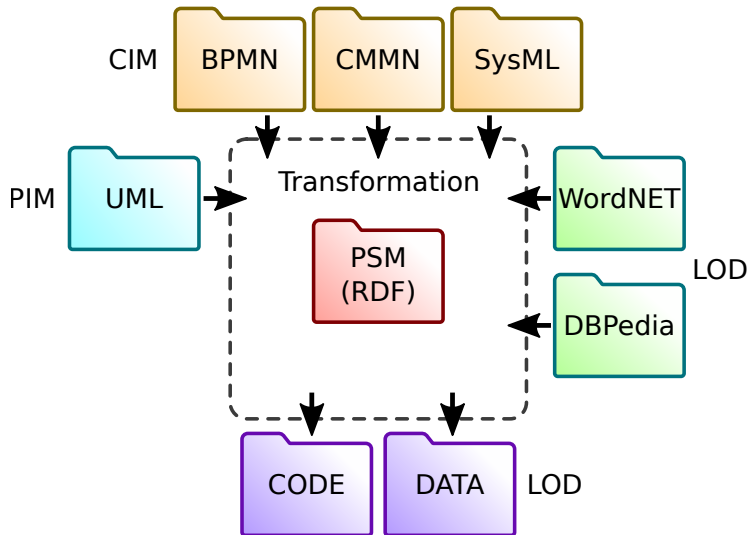 CIM
BPMN
CMMN
SysML
Transformation
PIM
UML
WordNET
PSM
(RDF)
LOD
DBPedia
CODE
DATA
LOD